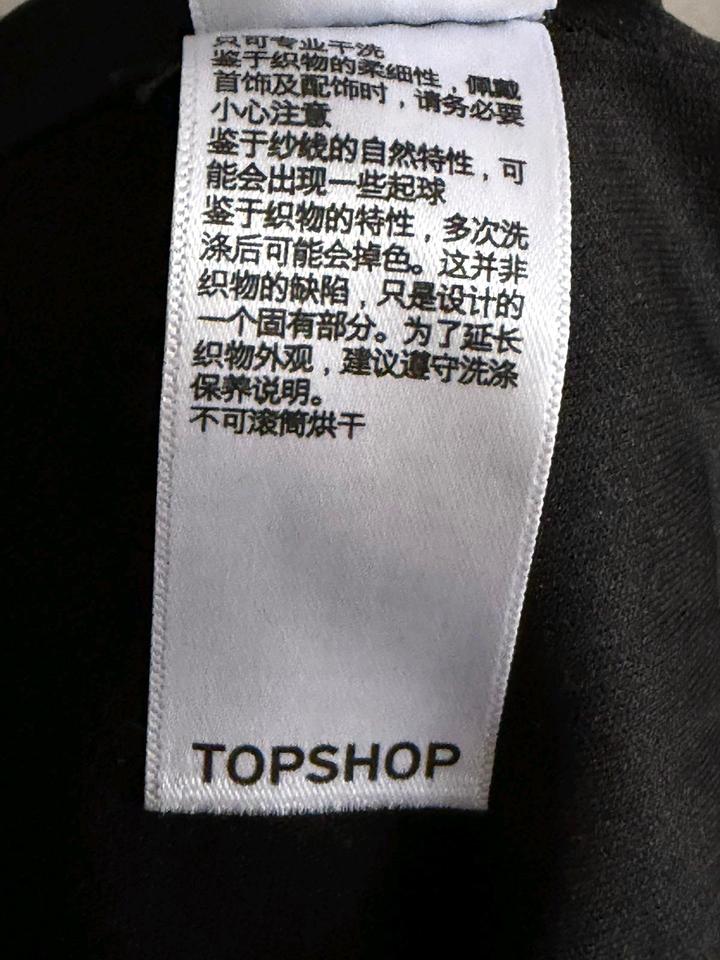 只可专业干洗
鉴于织物的柔细性，佩戴
首饰及配饰时，请务必要
小心注意
鉴于纱线的自然特性，可
能会出现一些起球
鉴于织物的特性，多次洗
涤后可能会掉色。这并非
织物的缺陷，只是设计的
一个固有部分。为了延长
织物外观，建议遵守洗涤
保养说明。
不可滚筒烘干
TOPSHOP